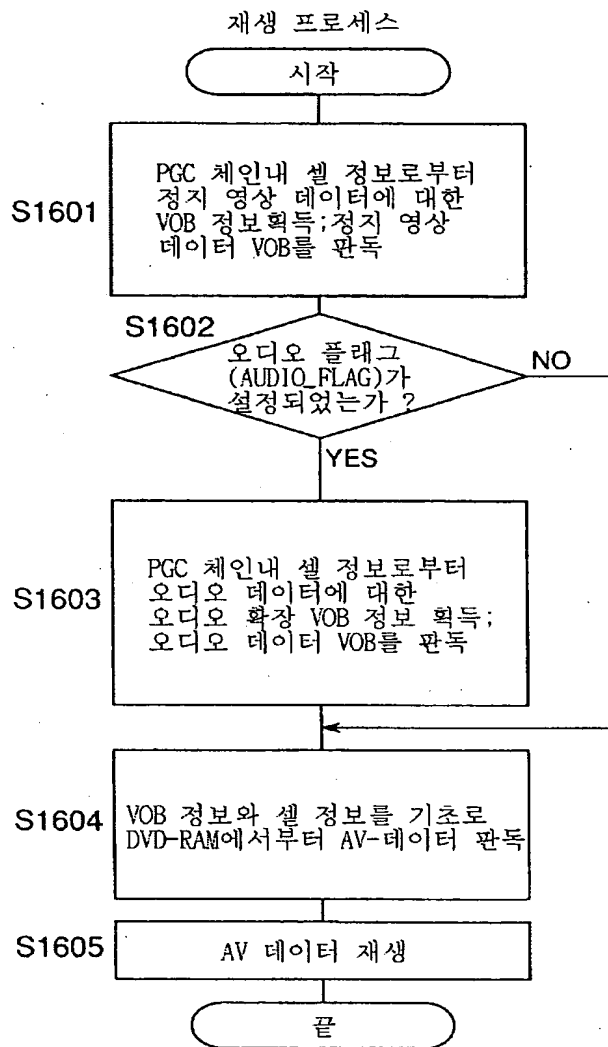 재생 프로세스
시작
S1601
PGC 체인내 셀 정보로부터
정지 영상 데이터에 대한
VOB 정보획득;정지 영상
데이터 VOB를 판독
S1602
오디오 플래그
(AUDIO_FLAG)가
설정되었는가 ?
NO
YES
S1603
PGC 체인내 셀 정보로부터
오디오 데이터에 대한
오디오 확장 VOB 정보 획득;
오디오 데이터 VOB를 판독
S1604
VOB 정보와 셀 정보를 기초로
DVD-RAM에서부터 AV-데이터 판독
S1605
AV 데이터 재생
끝